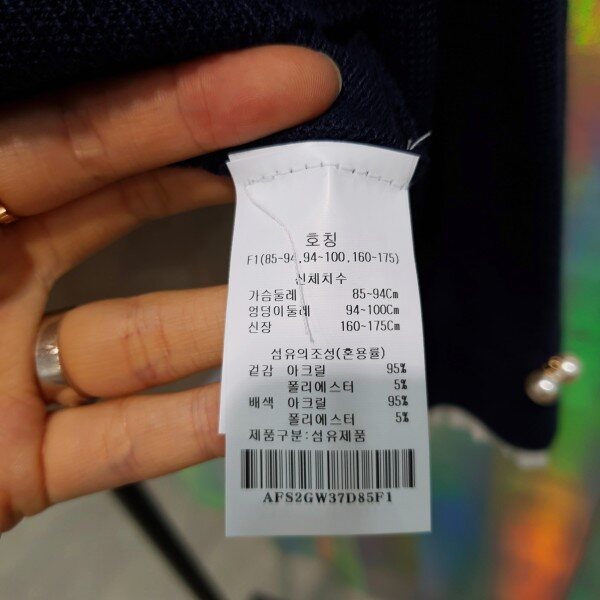 호칭
F1(85~94,94~100,160~175)
신체치수
가슴둘레 85~94Cm
엉덩이둘레 94~100Cm
신장 160~175Cm
섬유의조성(혼용률)
겉감 아크릴 95%
폴리에스터 5%
배색 아크릴 95%
폴리에스터 5%
제품구분:섬유제품
AFS2GW37D85F1